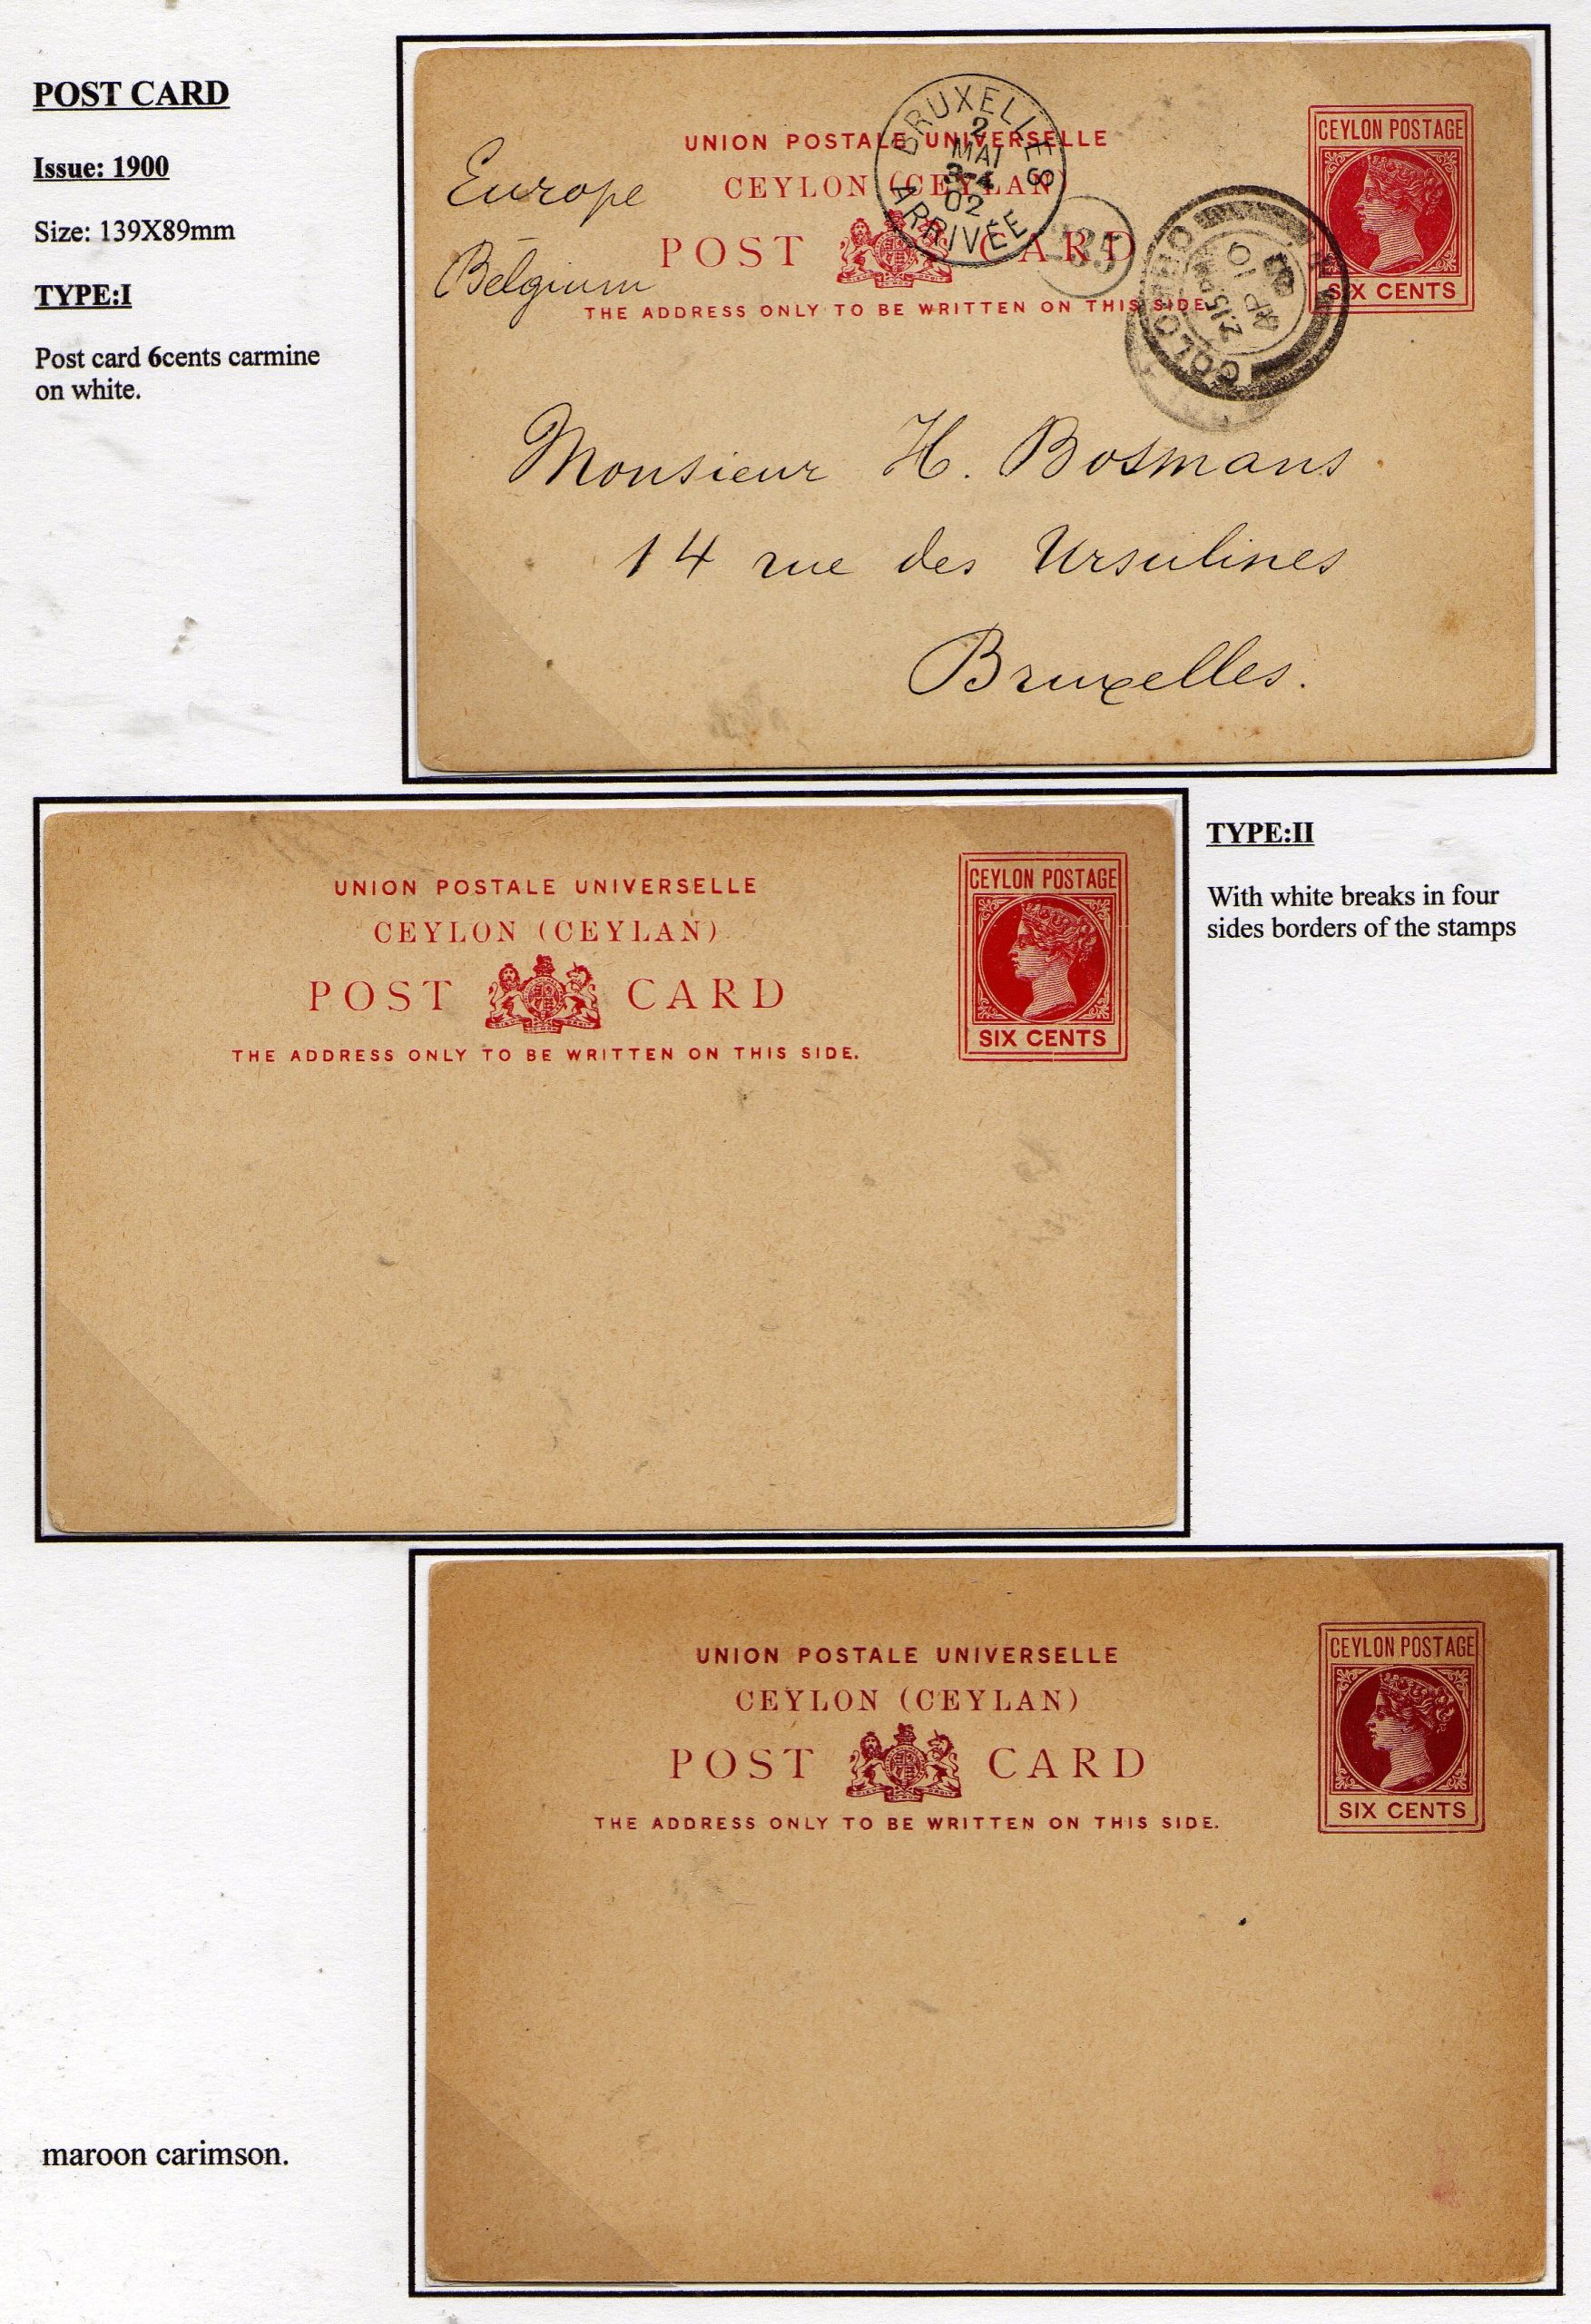 POST CARD
Issue: 1900
Size: 139X89mm
TYPE:I
Post card 6cents carmine
on white.
UNION POSTALE UNIVERSELLE
CEYLON (CEYLAN)
POST CARD
THE ADDRESS ONLY TO BE WRITTEN ON THIS SIDE.
CEYLON POSTAGE
SIX CENTS
BRUXELLES
2
MAI
3-4
02
ARRIVÉE
COLOMBO
2.15 PM
AP 10
Europe
Belgium
Monsieur H. Bosmans
14 rue des Ursulines
Bruxelles.
UNION POSTALE UNIVERSELLE
CEYLON (CEYLAN)
POST CARD
THE ADDRESS ONLY TO BE WRITTEN ON THIS SIDE.
CEYLON POSTAGE
SIX CENTS
TYPE:II
With white breaks in four
sides borders of the stamps
UNION POSTALE UNIVERSELLE
CEYLON (CEYLAN)
POST CARD
THE ADDRESS ONLY TO BE WRITTEN ON THIS SIDE.
CEYLON POSTAGE
SIX CENTS
maroon carimson.